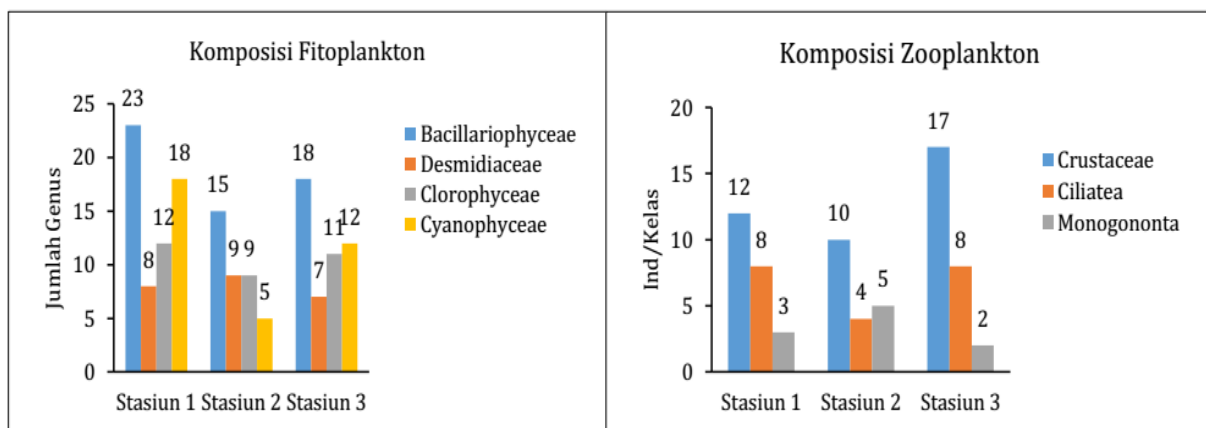 Komposisi Fitoplankton
Jumlah Genus
25
20
15
10
5
0
23
8
12
18
15
9
9
5
18
7
11
12
Stasiun 1
Stasiun 2
Stasiun 3
Bacillariophyceae
Desmidiaceae
Clorophyceae
Cyanophyceae
Komposisi Zooplankton
Ind/Kelas
20
15
10
5
0
12
8
3
10
4
5
17
8
2
Stasiun 1
Stasiun 2
Stasiun 3
Crustaceae
Ciliatea
Monogononta